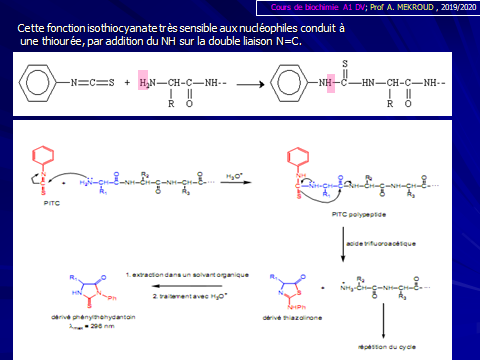 Cours de biochimie A1 DV; Prof A. MEKROUD , 2019/2020
Cette fonction isothiocyanate très sensible aux nucléophiles conduit à
une thiourée, par addition du NH sur la double liaison N=C.
N=C=S + H₂N—CH—C—NH-- → NH—C—HN—CH—C—NH--
S
R O R O
PITC
H₃O⁺
PITC polypeptide
acide trifluoroacétique
1. extraction dans un solvant organique
2. traitement avec H₃O⁺
dérivé phénylthiohydantoin
λmax = 298 nm
dérivé thiazolinone
répétition du cycle